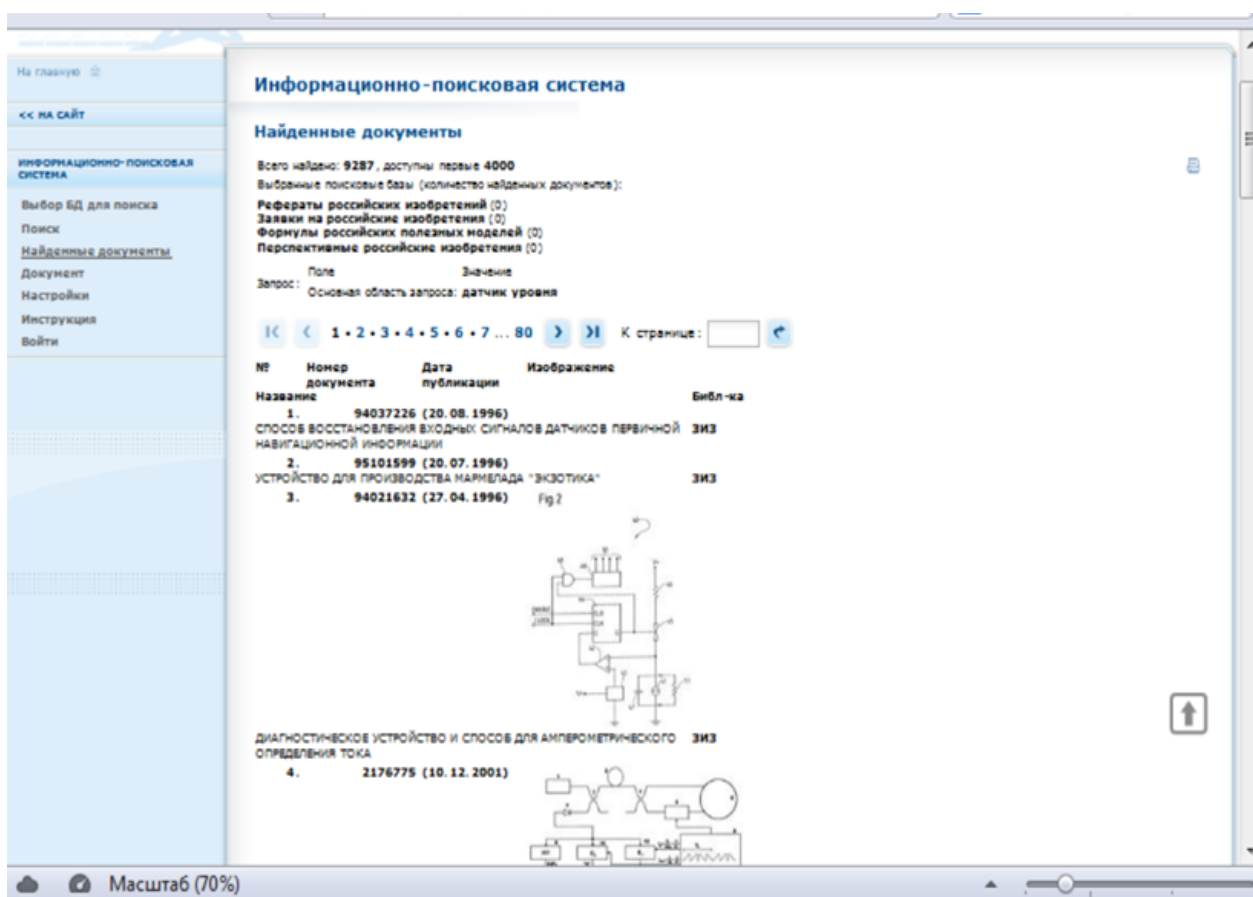 На главную
Информационно-поисковая система
<< НА САЙТ
Найденные документы
ИНФОРМАЦИОННО-ПОИСКОВАЯ
СИСТЕМА
Выбор БД для поиска
Поиск
Найденные документы
Документ
Настройки
Инструкция
Войти
Всего найдено: 9287, доступны первые 4000
Выбранные поисковые базы (количество найденных документов):
Рефераты российских изобретений (0)
Заявки на российские изобретения (0)
Формулы российских полезных моделей (0)
Перспективные российские изобретения (0)
Поле Значение
Запрос:
Основная область запроса: датчик уровня
1 • 2 • 3 • 4 • 5 • 6 • 7 ... 80 К странице:
№ Номер документа Дата публикации Изображение
Название Библ-ка
1. 94037226 (20.08.1996)
СПОСОБ ВОССТАНОВЛЕНИЯ ВХОДНЫХ СИГНАЛОВ ДАТЧИКОВ ПЕРВИЧНОЙ ЗИЗ
НАВИГАЦИОННОЙ ИНФОРМАЦИИ
2. 95101599 (20.07.1996)
УСТРОЙСТВО ДЛЯ ПРОИЗВОДСТВА МАРМЕЛАДА "ЭКЗОТИКА" ЗИЗ
3. 94021632 (27.04.1996) Fig.2
ДИАГНОСТИЧЕСКОЕ УСТРОЙСТВО И СПОСОБ ДЛЯ АМПЕРОМЕТРИЧЕСКОГО ЗИЗ
ОПРЕДЕЛЕНИЯ ТОКА
4. 2176775 (10.12.2001)
Масштаб (70%)